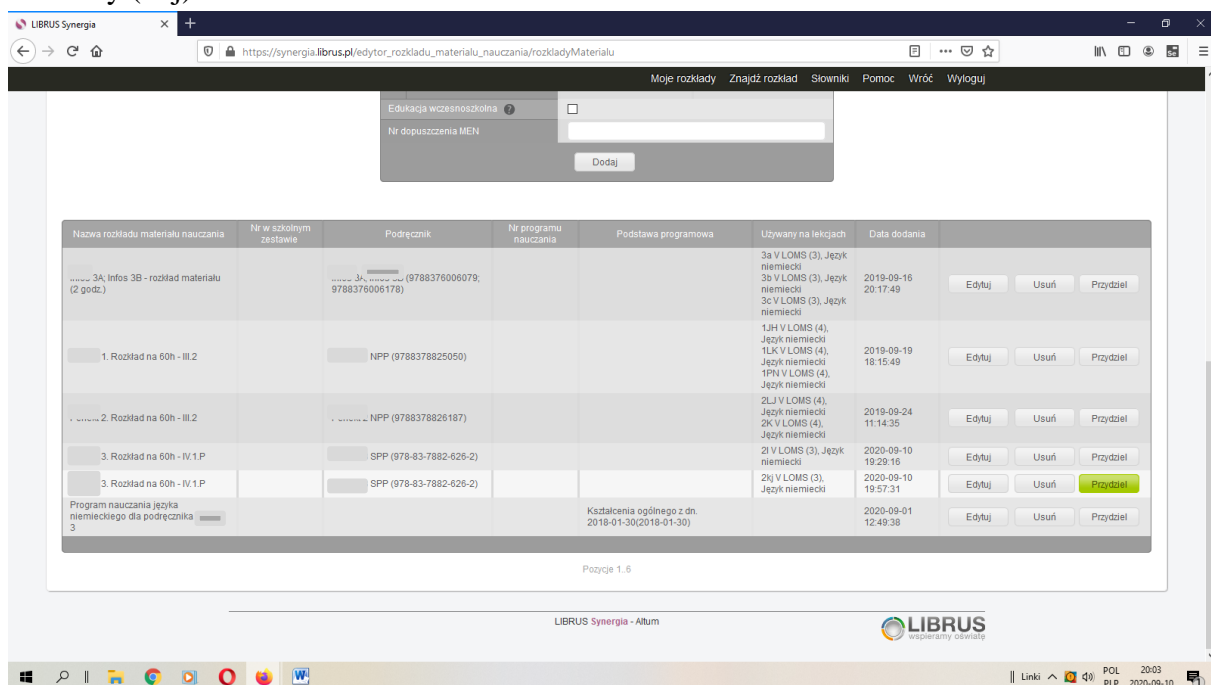 LIBRUS Synergia
https://synergia.librus.pl/edytor_rozkladu_materialu_nauczania/rozkladyMaterialu
Moje rozkłady Znajdź rozkład Słowniki Pomoc Wróć Wyloguj
Edukacja wczesnoszkolna ?
Nr dopuszczenia MEN
Dodaj
Nazwa rozkładu materiału nauczania Nr w szkolnym zestawie Podręcznik Nr programu nauczania Podstawa programowa Używany na lekcjach Data dodania
3A; Infos 3B - rozkład materiału
(2 godz.)
(9788376006079;
9788376006178)
3a V LOMS (3), Język
niemiecki
3b V LOMS (3), Język
niemiecki
3c V LOMS (3), Język
niemiecki
2019-09-16
20:17:49
Edytuj Usuń Przydziel
1. Rozkład na 60h - III.2
NPP (9788378825050)
1JH V LOMS (4),
Język niemiecki
1LK V LOMS (4),
Język niemiecki
1PN V LOMS (4),
Język niemiecki
2019-09-19
18:15:49
Edytuj Usuń Przydziel
2. Rozkład na 60h - III.2
NPP (9788378826187)
2LJ V LOMS (4),
Język niemiecki
2K V LOMS (4),
Język niemiecki
2019-09-24
11:14:35
Edytuj Usuń Przydziel
3. Rozkład na 60h - IV.1.P
SPP (978-83-7882-626-2)
2I V LOMS (3), Język
niemiecki
2020-09-10
19:29:16
Edytuj Usuń Przydziel
3. Rozkład na 60h - IV.1.P
SPP (978-83-7882-626-2)
2kj V LOMS (3),
Język niemiecki
2020-09-10
19:57:31
Edytuj Usuń Przydziel
Program nauczania języka
niemieckiego dla podręcznika
3
Kształcenia ogólnego z dn.
2018-01-30(2018-01-30)
2020-09-01
12:49:38
Edytuj Usuń Przydziel
Pozycje 1..6
LIBRUS Synergia - Altum
LIBRUS
wspieramy oświatę
Linki
POL
20:03
PLP
2020-09-10